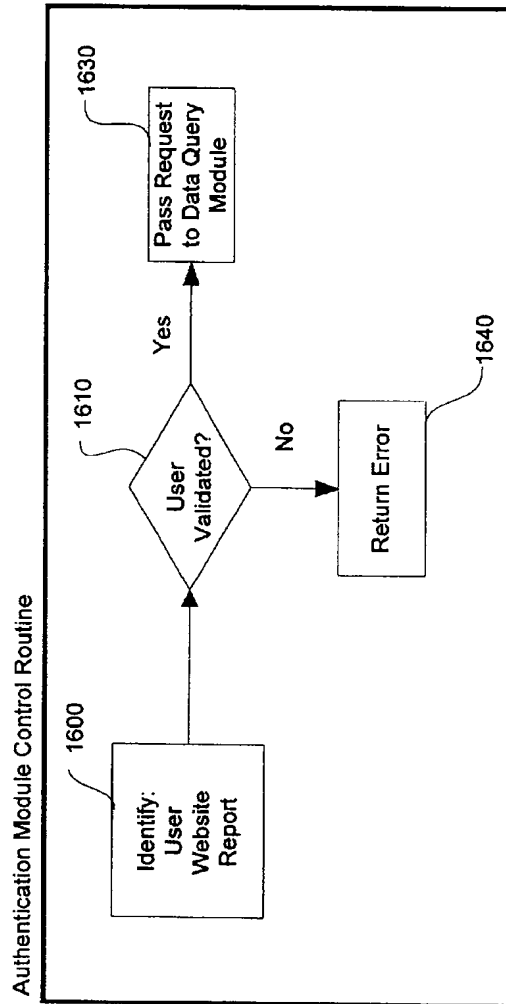 Authentication Module Control Routine
1600
Identify:
User
Website
Report
1610
User
Validated?
Yes
1630
Pass Request
to Data Query
Module
No
1640
Return Error